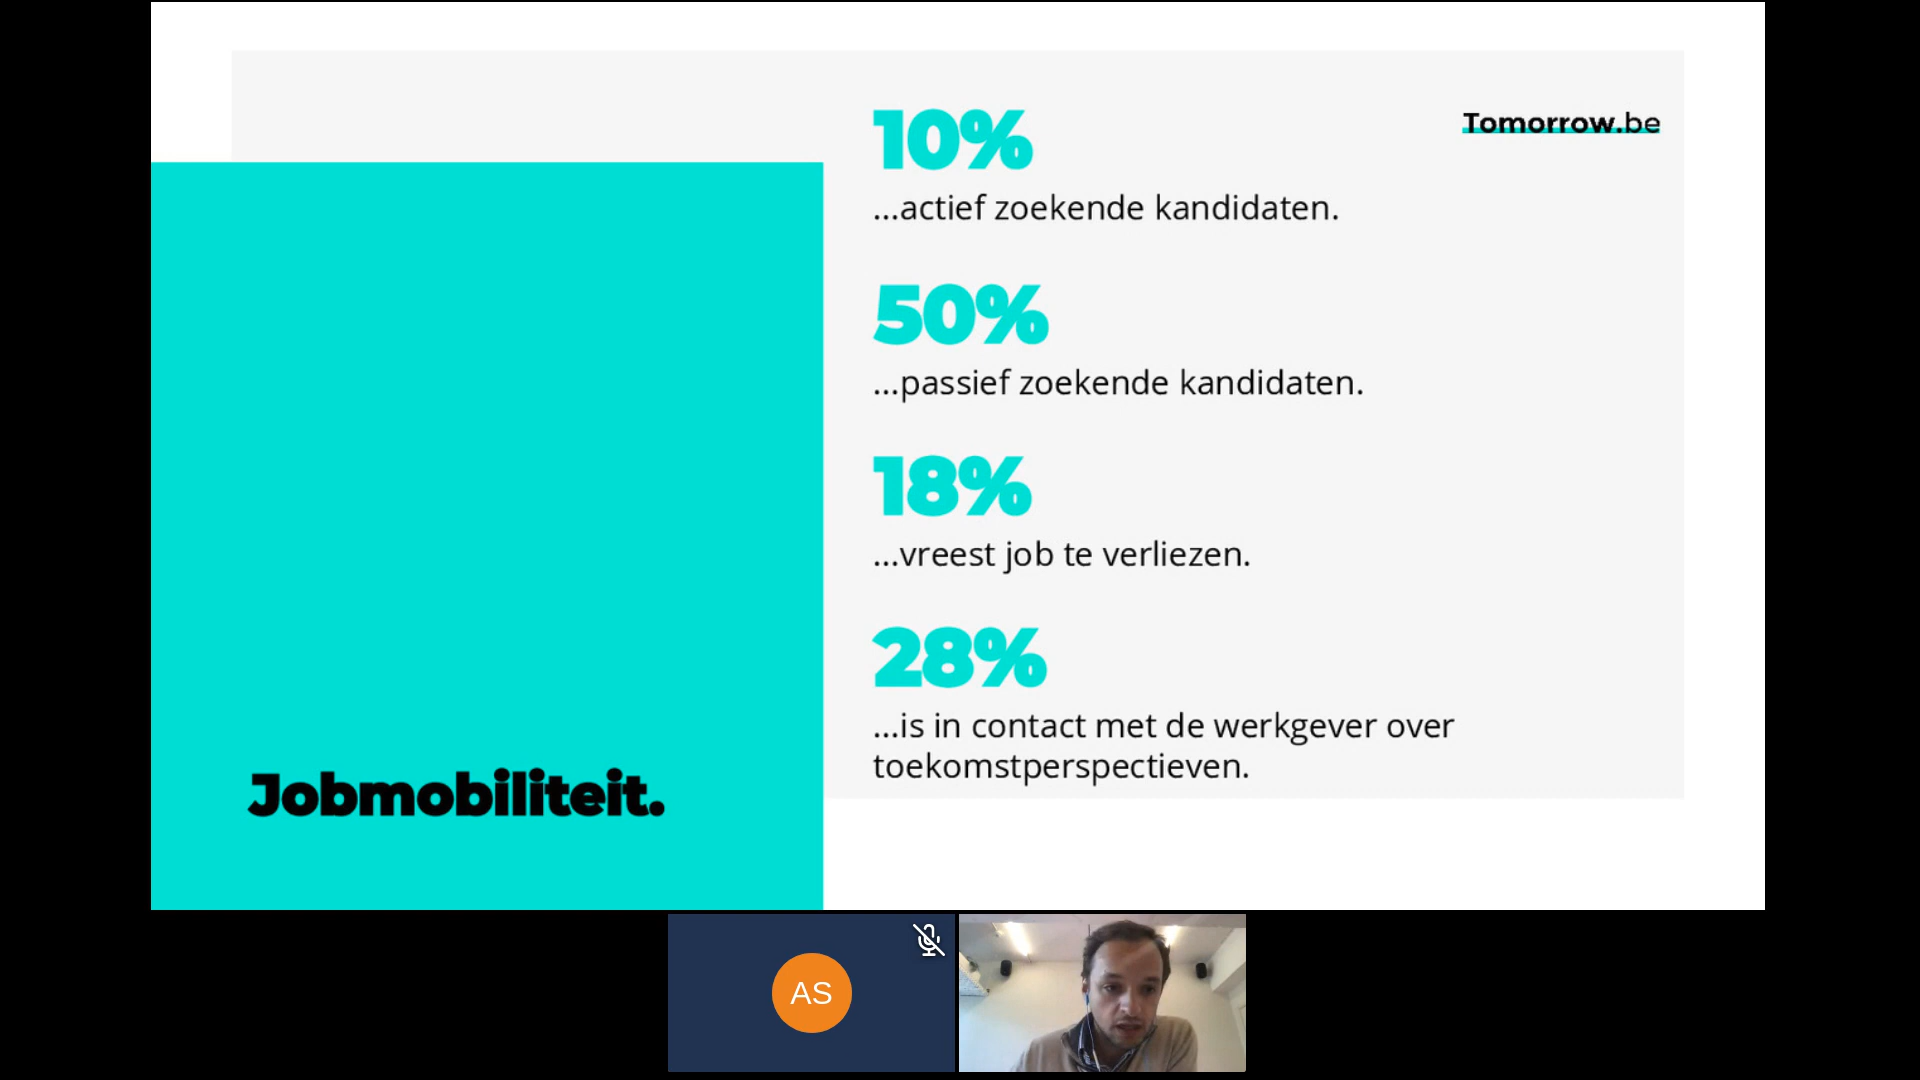 10%
Tomorrow.be
...actief zoekende kandidaten.
50%
...passief zoekende kandidaten.
18%
...vreest job te verliezen.
28%
...is in contact met de werkgever over
toekomstperspectieven.
Jobmobiliteit.
AS